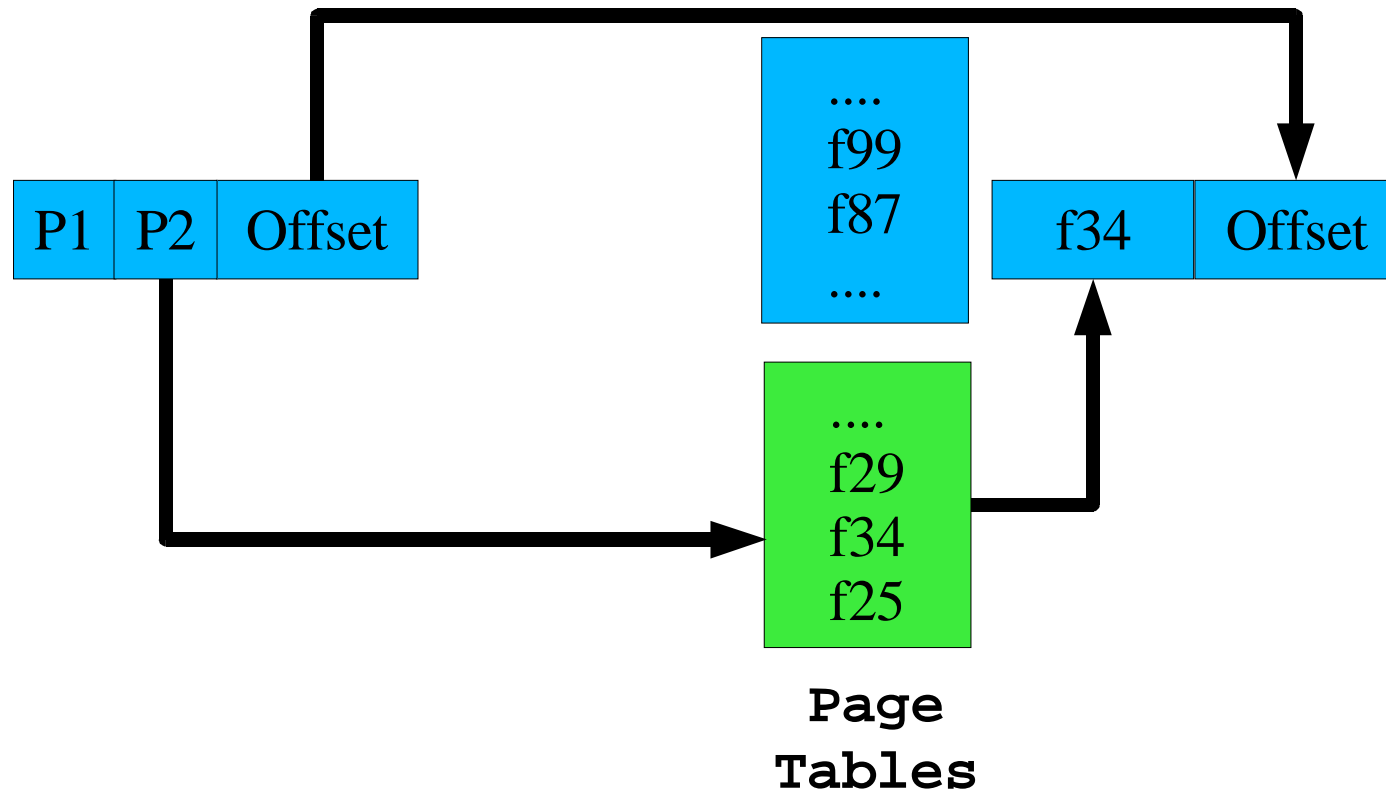 P1 P2 Offset
....
f99
f87
....
f34 Offset
....
f29
f34
f25
Page
Tables